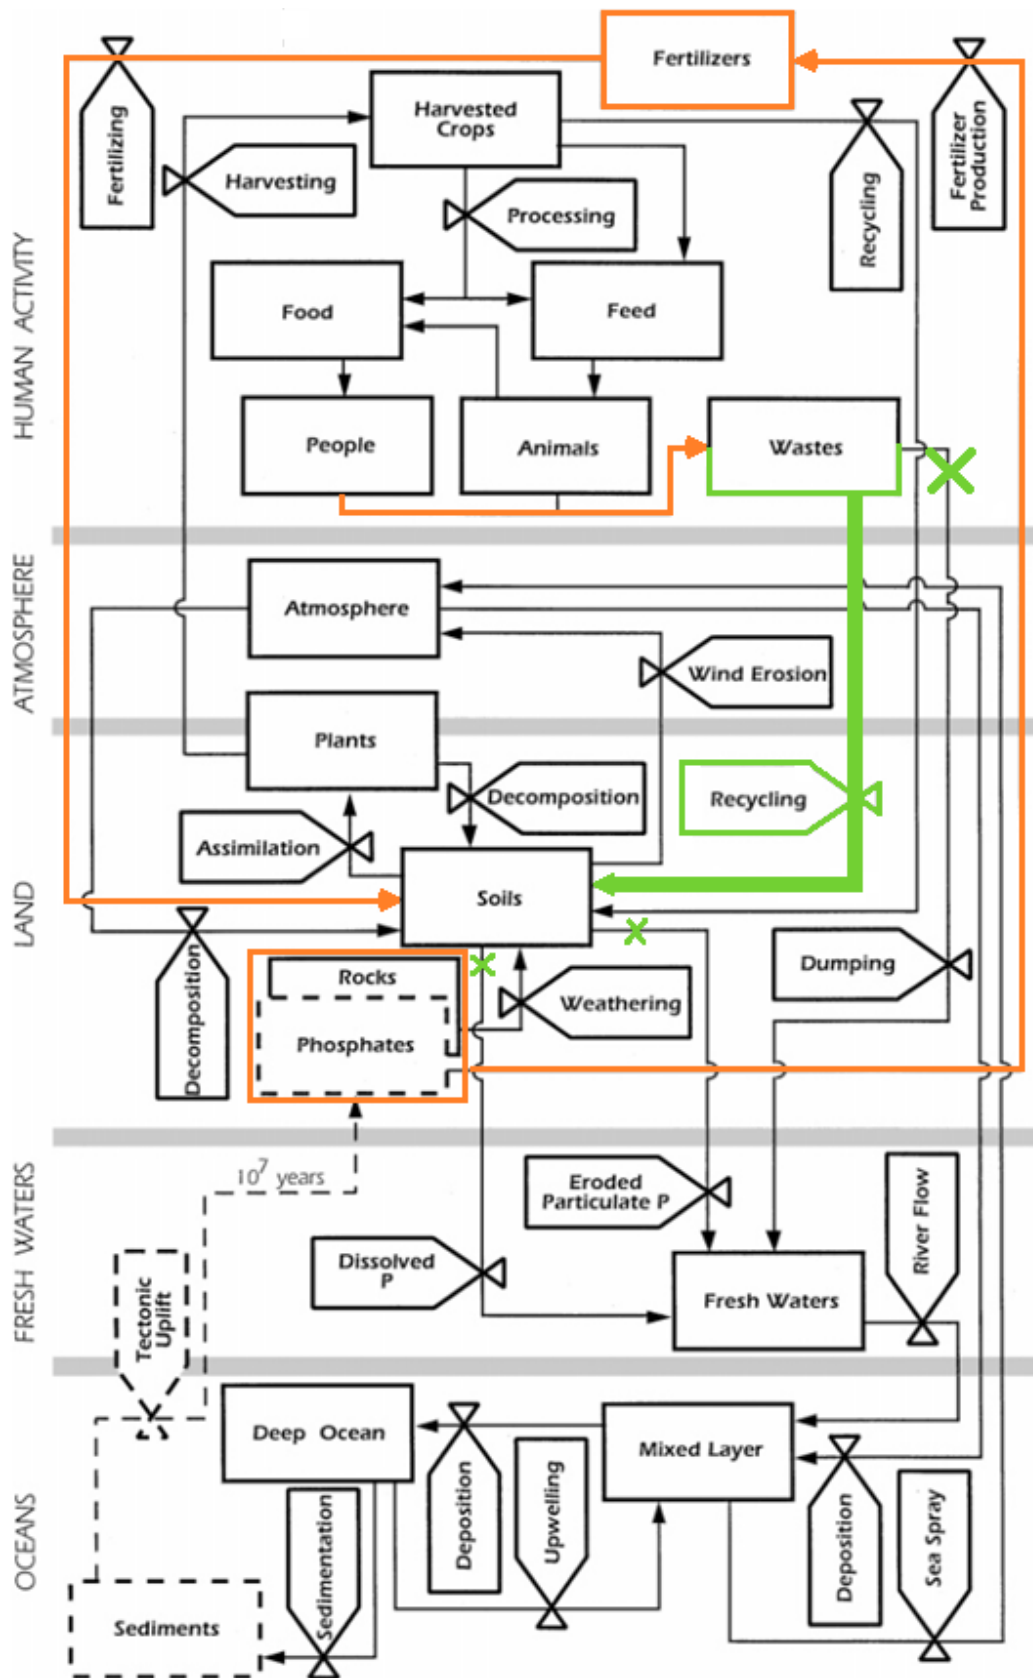 Fertilizers
Fertilizing
Harvested
Crops
Recycling
Fertilizer
Production
Harvesting
Processing
HUMAN ACTIVITY
Food
Feed
People
Animals
Wastes
ATMOSPHERE
Atmosphere
Wind Erosion
Plants
Decomposition
Recycling
Assimilation
LAND
Soils
Decomposition
Rocks
Phosphates
Weathering
Dumping
FRESH WATERS
10⁷ years
Eroded
Particulate P
River Flow
Dissolved
P
Fresh Waters
Tectonic
Uplift
OCEANS
Deep Ocean
Mixed Layer
Sedimentation
Deposition
Upwelling
Deposition
Sea Spray
Sediments